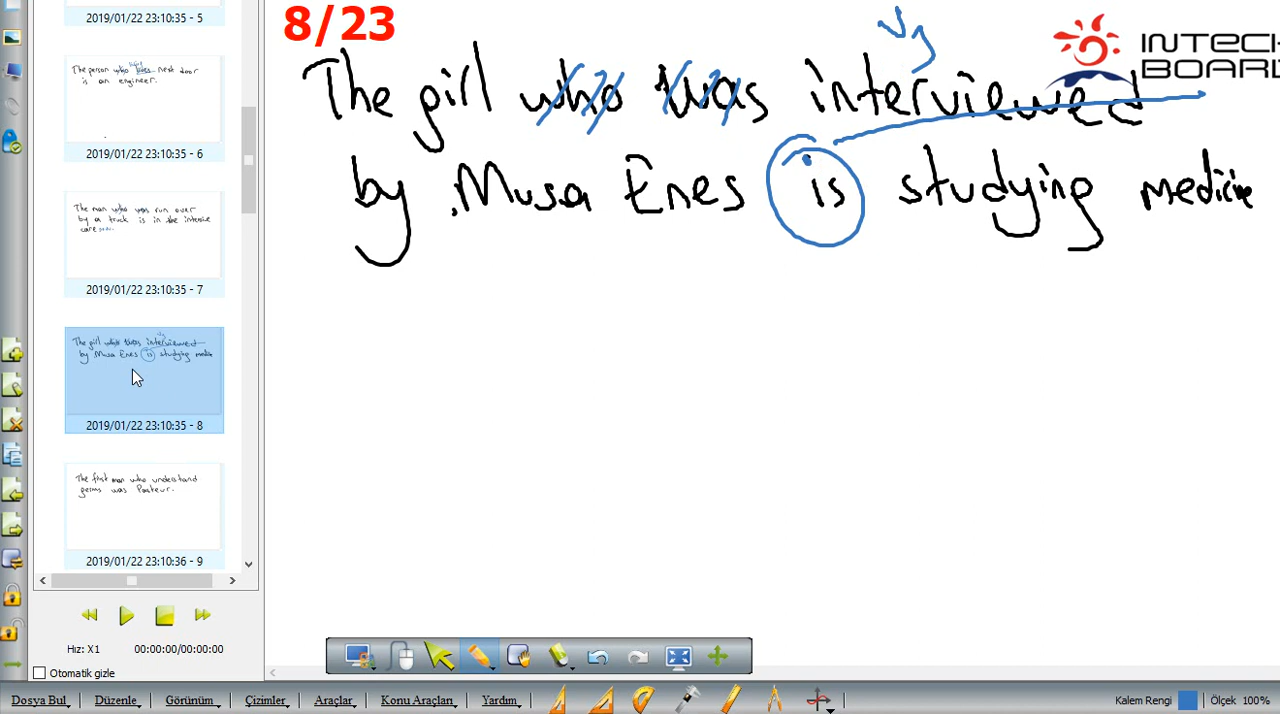 2019/01/22 23:10:35 - 5
The person who lives next door
is an engineer.
2019/01/22 23:10:35 - 6
The man who was run over
by a truck is in the intensive
care
2019/01/22 23:10:35 - 7
The girl who was interviewed
by Musa Enes is studying medicine
2019/01/22 23:10:35 - 8
The first man who understand
germs was Pasteur.
2019/01/22 23:10:36 - 9
Hız: X1
00:00:00/00:00:00
Otomatik gizle
8/23
V3
The girl who was interviewed
by Musa Enes is studying medicine
INTECH
BOARD
Dosya Bul
Düzenle
Görünüm
Çizimler
Araçlar
Konu Araçları
Yardım
Kalem Rengi
Ölçek 100%